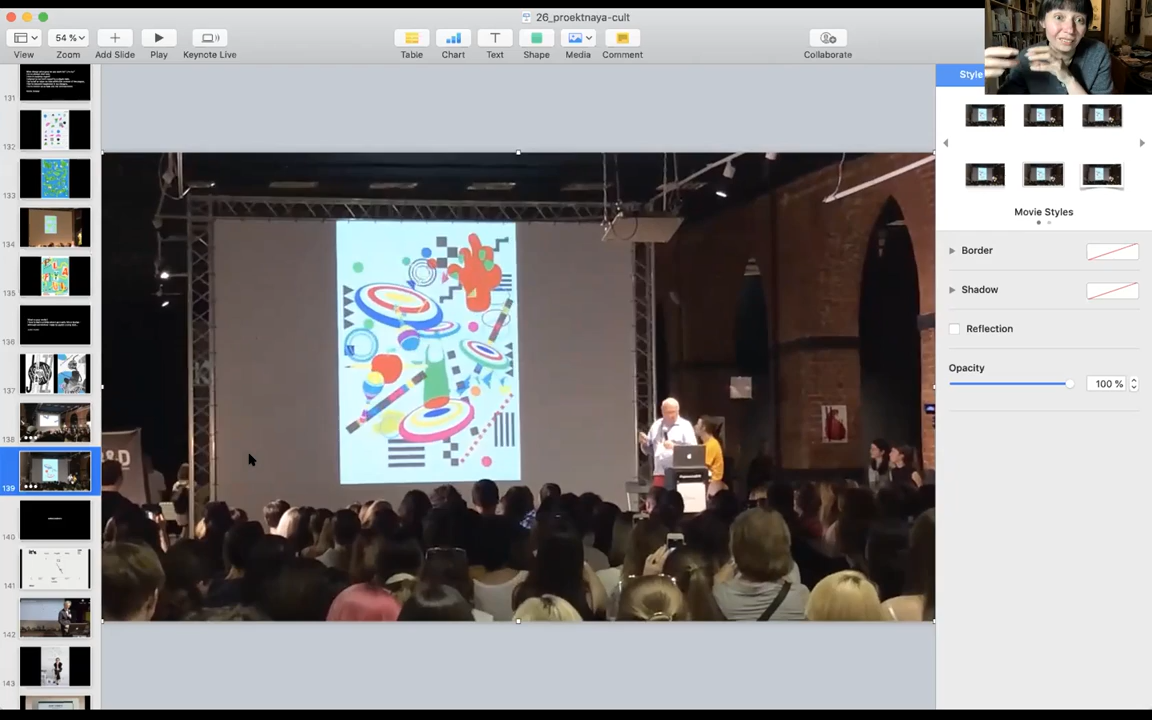 26_proektnaya-cult
54 %
View
Zoom
Add Slide
Play
Keynote Live
Table
Chart
Text
Shape
Media
Comment
Collaborate
Style
131
132
133
134
135
136
137
138
139
140
141
142
143
it's
Movie Styles
Border
Shadow
Reflection
Opacity
100 %